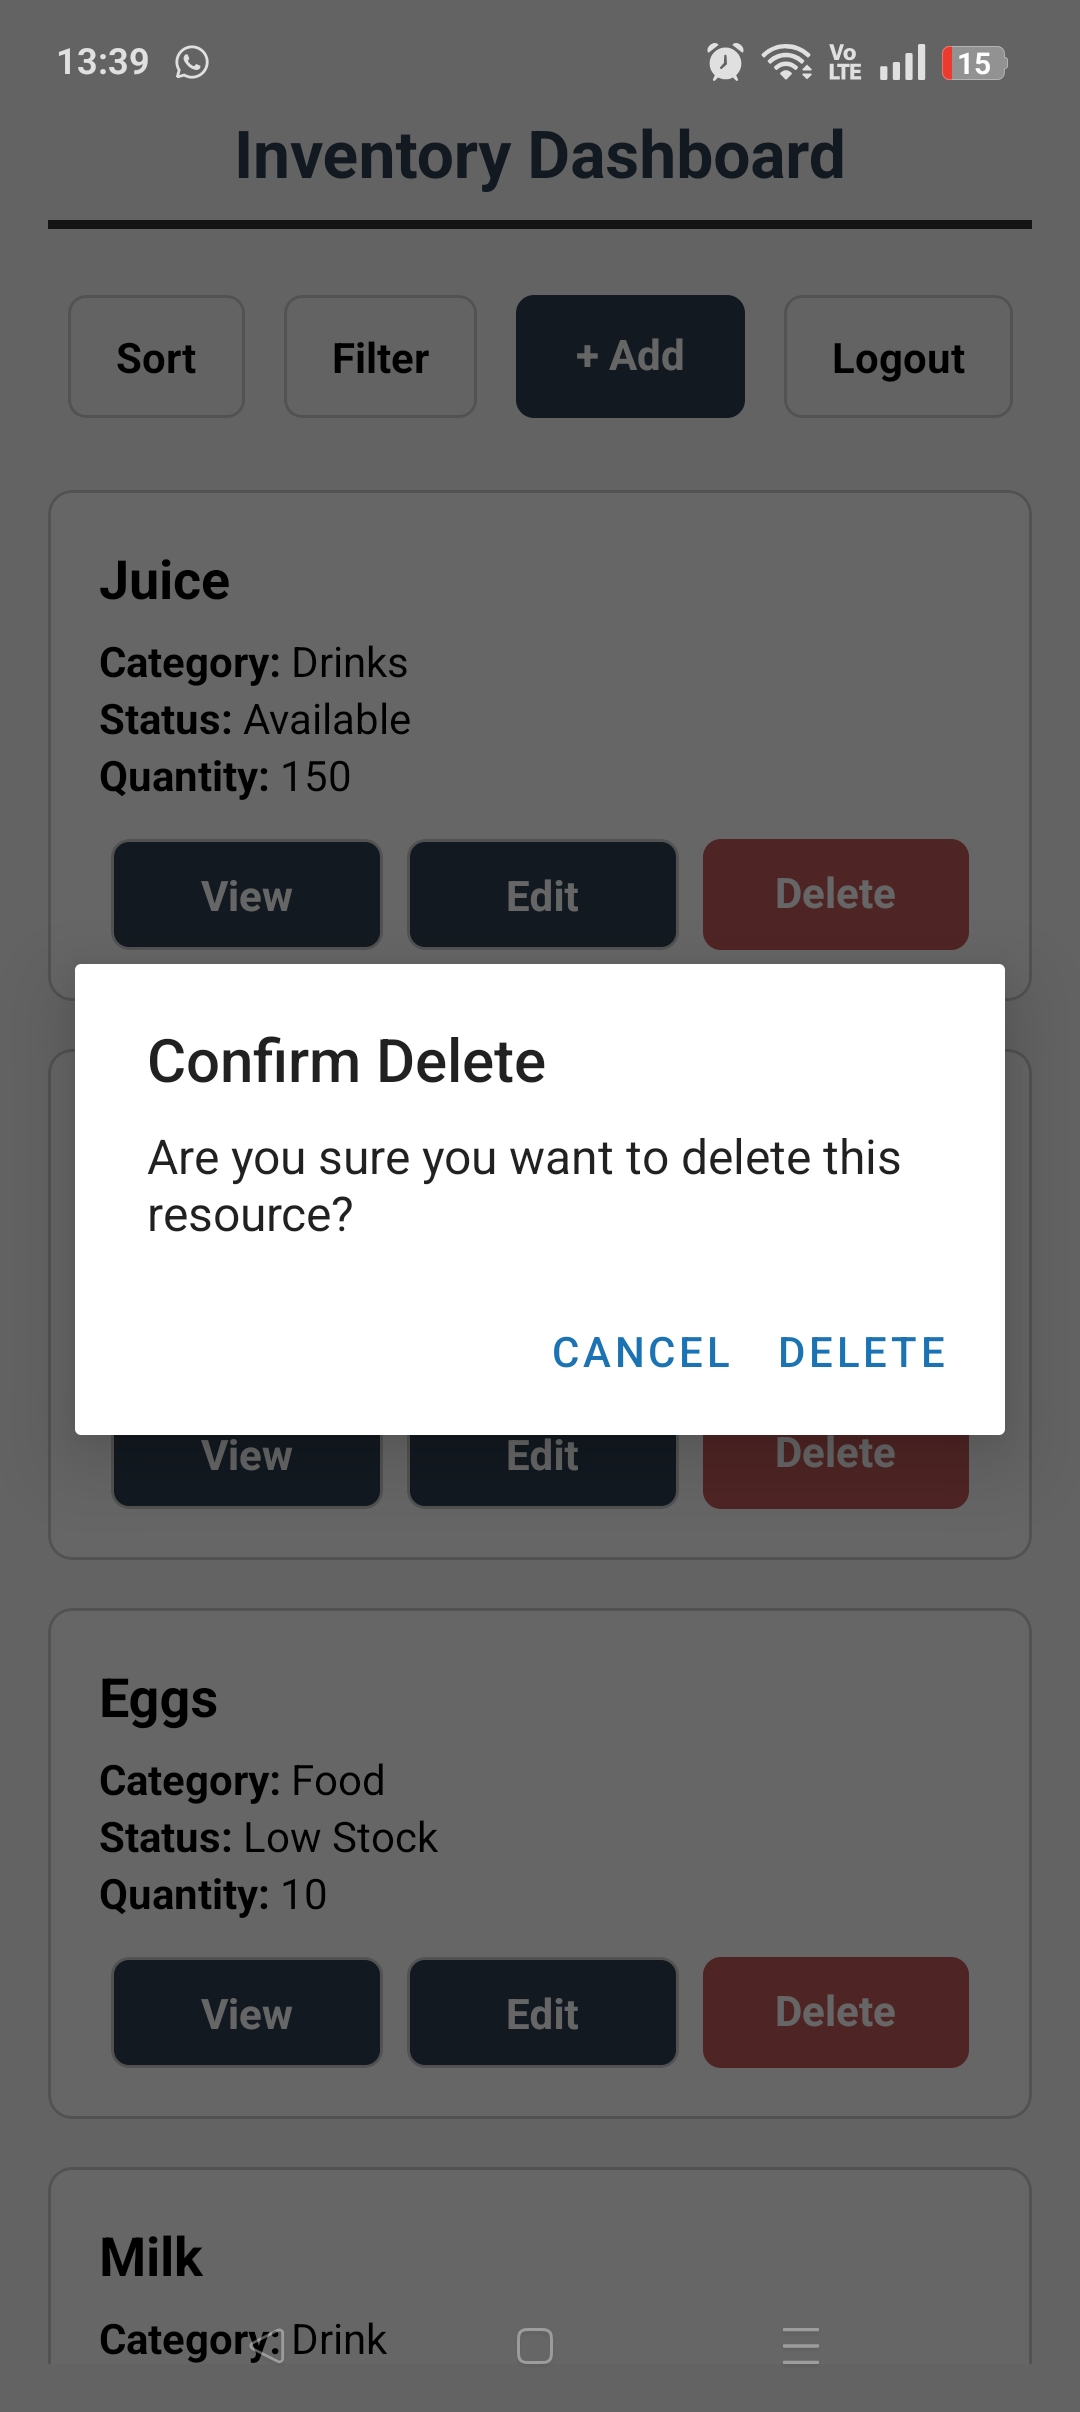 13:39
Vo
LTE
15
Inventory Dashboard
Sort Filter + Add Logout
Juice
Category: Drinks
Status: Available
Quantity: 150
View Edit Delete
Confirm Delete
Are you sure you want to delete this
resource?
CANCEL DELETE
View Edit Delete
Eggs
Category: Food
Status: Low Stock
Quantity: 10
View Edit Delete
Milk
Category: Drink